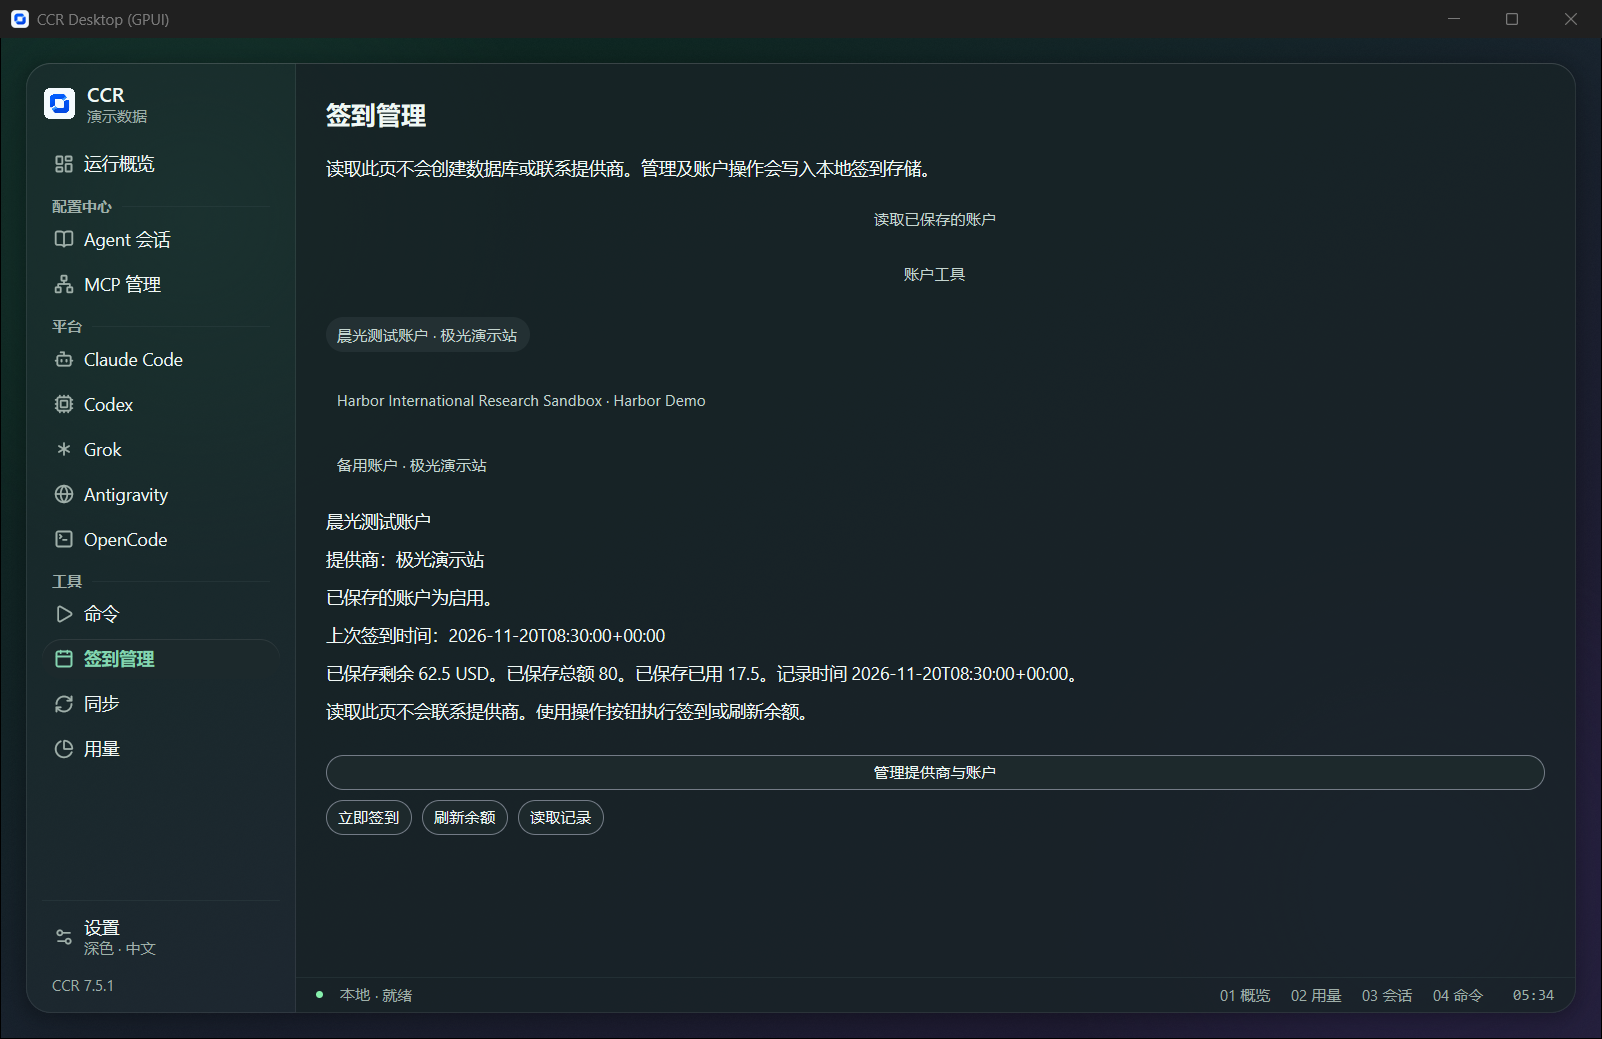 CCR Desktop (GPUI)
CCR
演示数据
运行概览
配置中心
Agent 会话
MCP 管理
平台
Claude Code
Codex
Grok
Antigravity
OpenCode
工具
命令
签到管理
同步
用量
设置
深色 · 中文
CCR 7.5.1
签到管理
读取此页不会创建数据库或联系提供商。管理及账户操作会写入本地签到存储。
读取已保存的账户
账户工具
晨光测试账户 · 极光演示站
Harbor International Research Sandbox · Harbor Demo
备用账户 · 极光演示站
晨光测试账户
提供商：极光演示站
已保存的账户为启用。
上次签到时间：2026-11-20T08:30:00+00:00
已保存剩余 62.5 USD。已保存总额 80。已保存已用 17.5。记录时间 2026-11-20T08:30:00+00:00。
读取此页不会联系提供商。使用操作按钮执行签到或刷新余额。
管理提供商与账户
立即签到 刷新余额 读取记录
本地 · 就绪
01 概览 02 用量 03 会话 04 命令 05:34